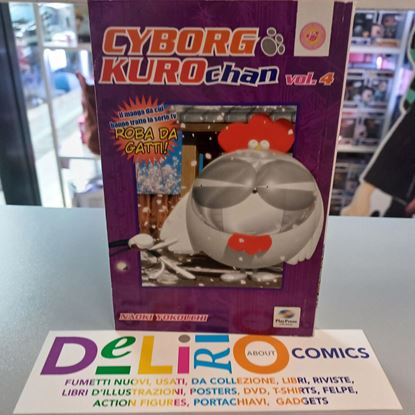 CYBORG
KUROchan vol. 4
il manga da cui
hanno tratto la serie tv
ROBA DA
GATTI!
NAOKI YOKOUCHI
PlayPress
DeLiRiO ABOUT COMICS
FUMETTI NUOVI, USATI, DA COLLEZIONE, LIBRI, RIVISTE,
LIBRI D'ILLUSTRAZIONI, POSTERS, DVD, T-SHIRTS, FELPE,
ACTION FIGURES, PORTACHIAVI, GADGETS